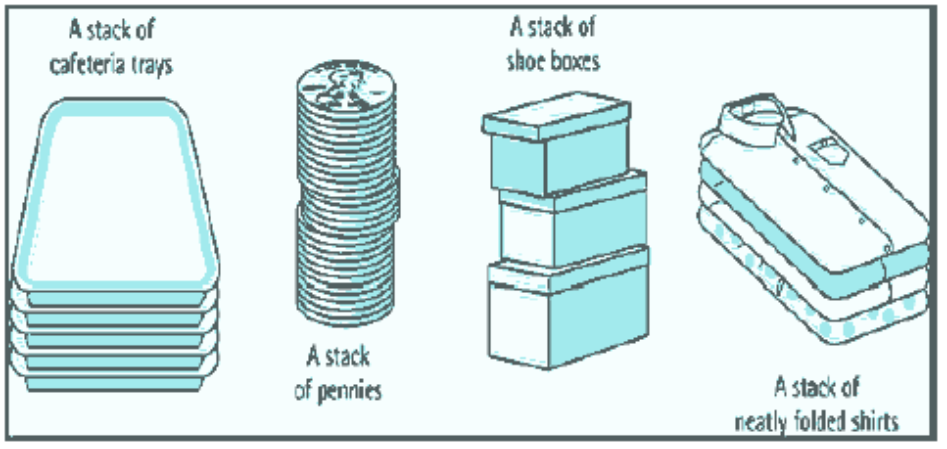 A stack of
cafeteria trays
A stack
of pennies
A stack of
shoe boxes
A stack of
neatly folded shirts